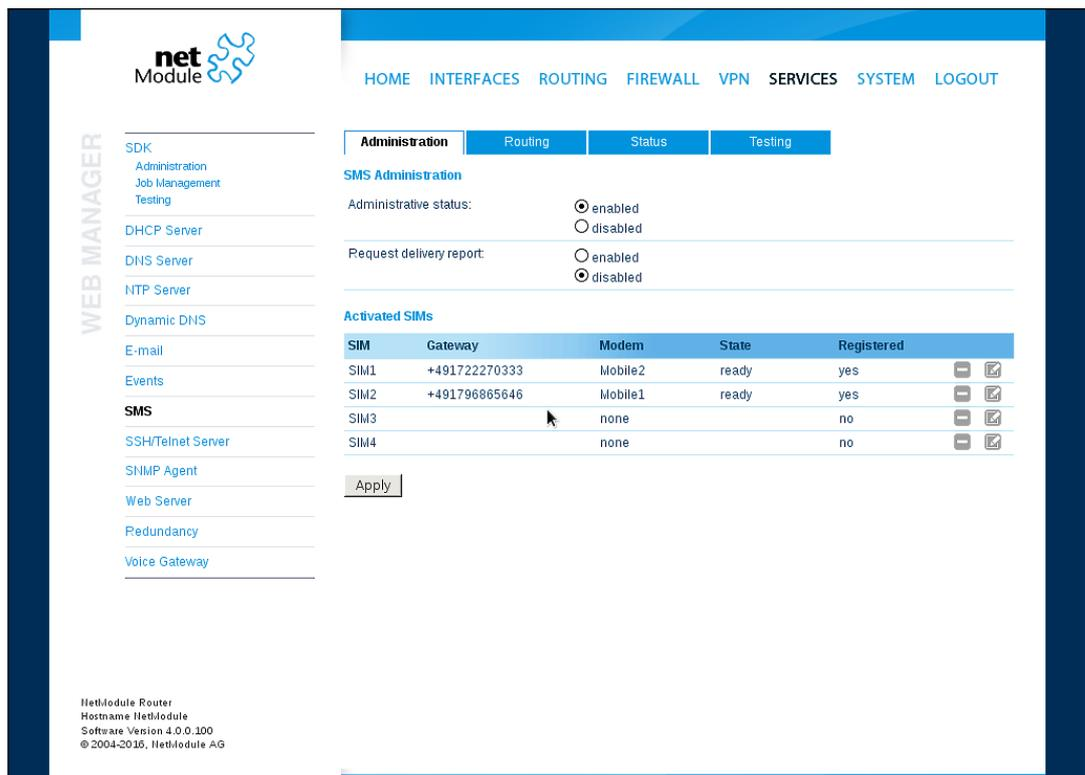 net
Module
HOME INTERFACES ROUTING FIREWALL VPN SERVICES SYSTEM LOGOUT
WEB MANAGER
SDK
Administration
Job Management
Testing
DHCP Server
DNS Server
NTP Server
Dynamic DNS
E-mail
Events
SMS
SSH/Telnet Server
SNMP Agent
Web Server
Redundancy
Voice Gateway
Administration Routing Status Testing
SMS Administration
Administrative status:
enabled
disabled
Request delivery report:
enabled
disabled
Activated SIMs
SIM Gateway Modem State Registered
SIM1 +491722270333 Mobile2 ready yes
SIM2 +491796865646 Mobile1 ready yes
SIM3 none no
SIM4 none no
Apply
NetModule Router
Hostname NetModule
Software Version 4.0.0.100
© 2004-2016, NetModule AG